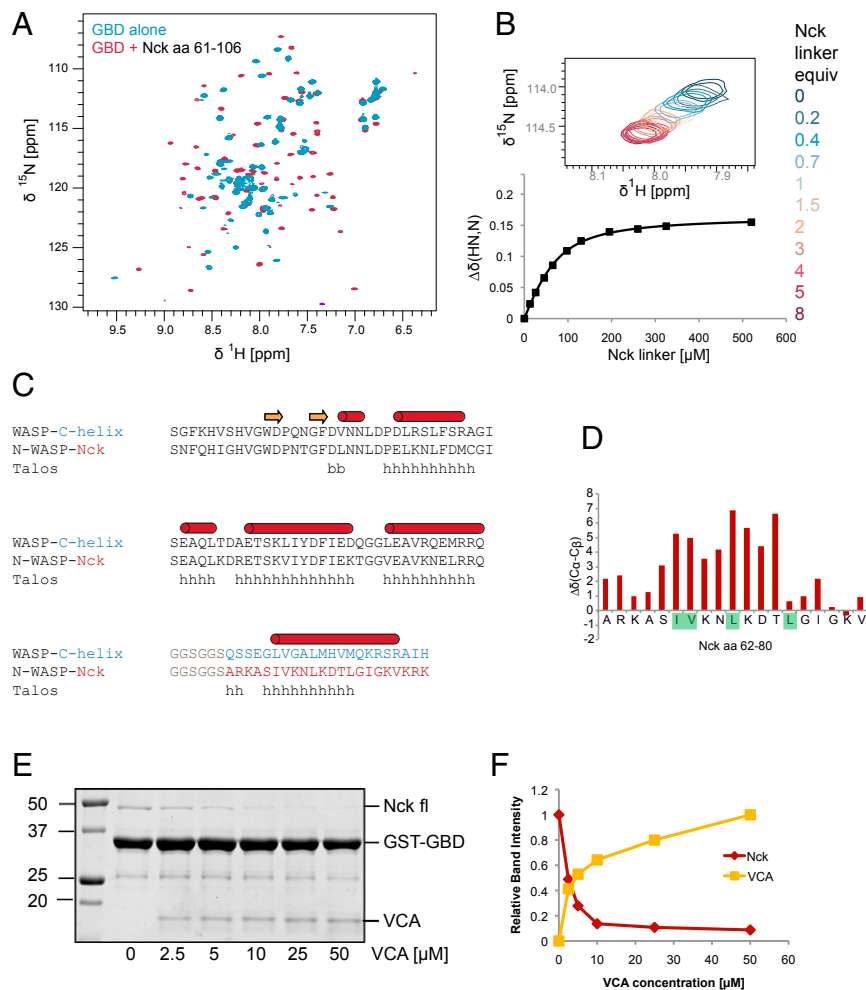 A
GBD alone
GBD + Nck aa 61-106
110
115
120
125
130
δ 15N [ppm]
9.5 9.0 8.5 8.0 7.5 7.0 6.5
δ 1H [ppm]
B
Nck
linker
equiv
0
0.2
0.4
0.7
1
1.5
2
3
4
5
8
δ15N [ppm]
114.0
114.5
8.1 8.0 7.9
δ1H [ppm]
Δδ(HN,N)
0.2
0.15
0.1
0.05
0
0 100 200 300 400 500 600
Nck linker [µM]
C
WASP-C-helix SGFKHVSHVGWDPQNGFDVNNLDPDLRSLFSRAGI
N-WASP-Nck SNFQHIGHVGWDPNTGFDLNNLDPELKNLFDMCGI
Talos bb hhhhhhhhhh
WASP-C-helix SEAQLTDAETSKLIYDFIEDQGGLEAVRQEMRRQ
N-WASP-Nck SEAQLKDRETSKVIYDFIEKTGGVEAVKNELRRQ
Talos hhhh hhhhhhhhhhhh hhhhhhhhhh
WASP-C-helix GGSGGSQSSEGLVGALMHVMQKRSRAIH
N-WASP-Nck GGSGGSARKASIVKNLKDTLGIGKVKRK
Talos hh hhhhhhhhhh
D
Δδ(Cα-Cβ)
8
7
6
5
4
3
2
1
0
-1
-2
A R K A S I V K N L K D T L G I G K V
Nck aa 62-80
E
50
37
25
20
Nck fl
GST-GBD
VCA
0 2.5 5 10 25 50 VCA [µM]
F
Relative Band Intensity
1.2
1
0.8
0.6
0.4
0.2
0
Nck
VCA
0 10 20 30 40 50 60
VCA concentration [µM]